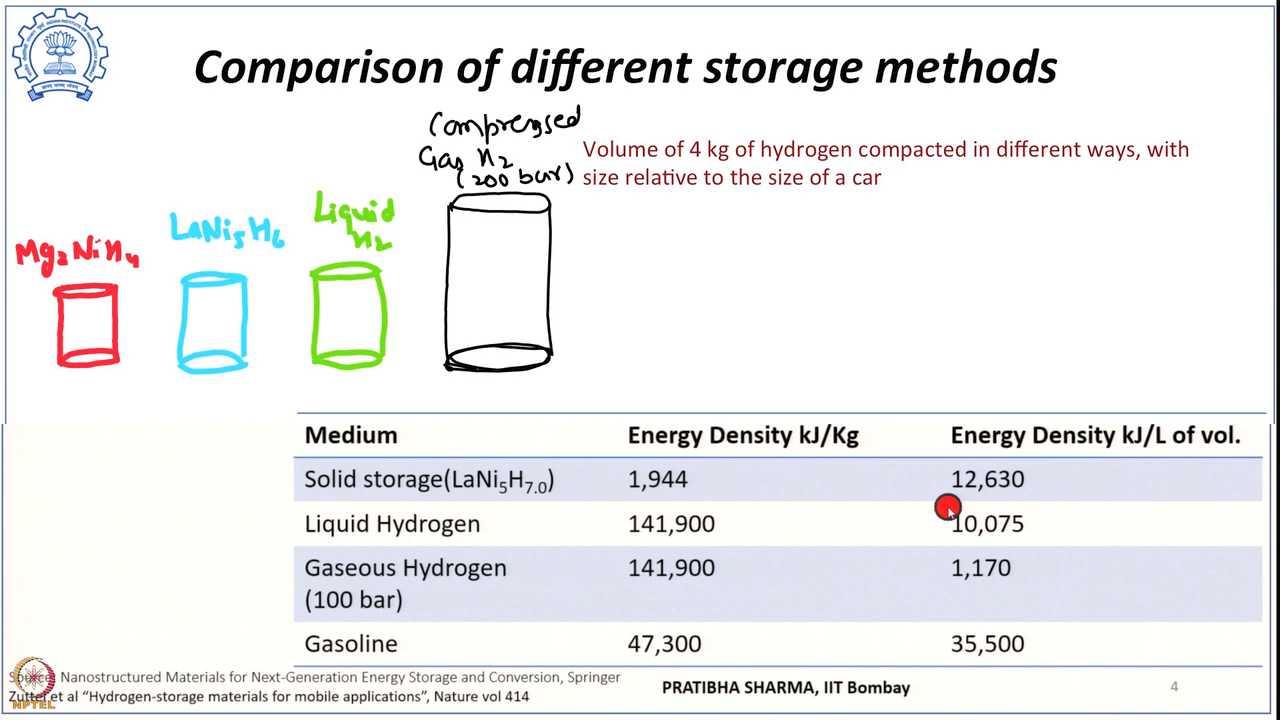 Comparison of different storage methods
Compressed
Gas H2
(200 bar)
Volume of 4 kg of hydrogen compacted in different ways, with
size relative to the size of a car
Liquid
H2
LaNi5H6
Mg2NiH4
Medium Energy Density kJ/Kg Energy Density kJ/L of vol.
Solid storage(LaNi₅H₇.₀) 1,944 12,630
Liquid Hydrogen 141,900 10,075
Gaseous Hydrogen 141,900 1,170
(100 bar)
Gasoline 47,300 35,500
Nanostructured Materials for Next-Generation Energy Storage and Conversion, Springer
Zuttel et al “Hydrogen-storage materials for mobile applications”, Nature vol 414
NPTEL
PRATIBHA SHARMA, IIT Bombay
4